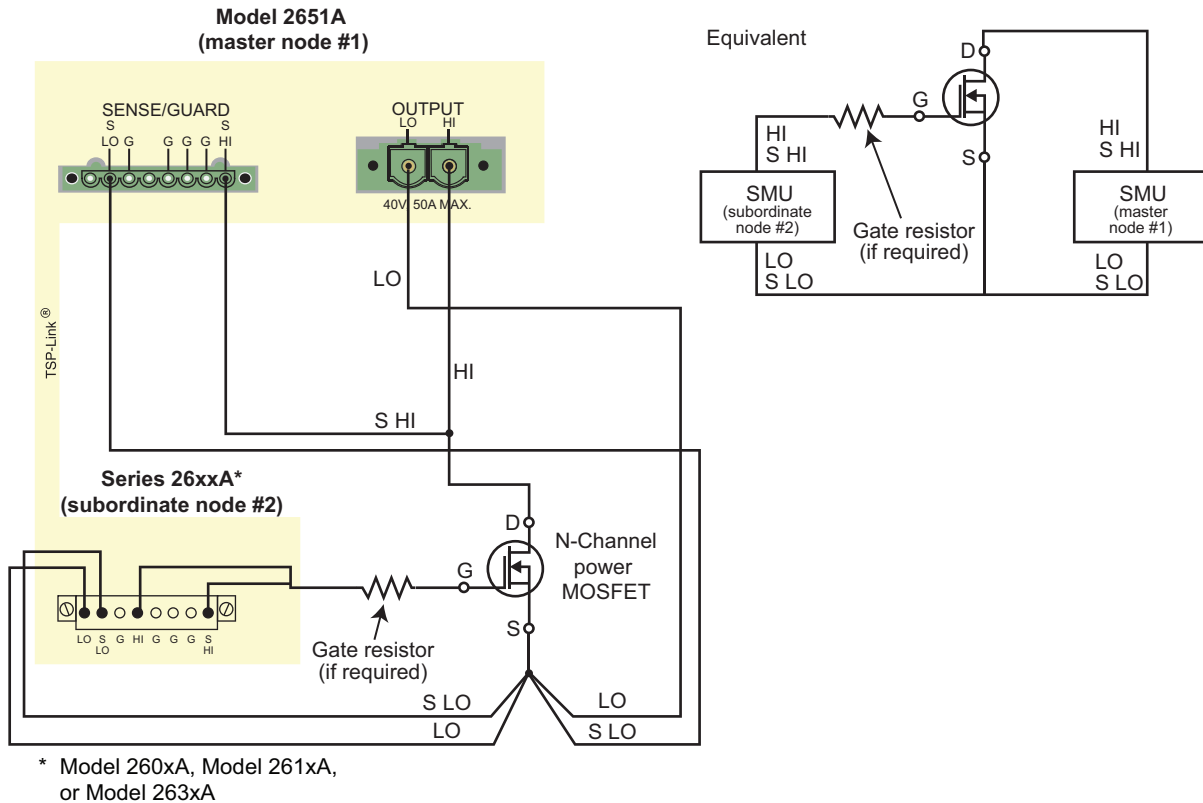 Model 2651A
(master node #1)
SENSE/GUARD
S
LO
G
G
G
G
S
HI
OUTPUT
LO
HI
40V, 50A MAX.
TSP-Link®
LO
HI
S HI
Series 26xxA*
(subordinate node #2)
LO
S
LO
G
HI
G
G
G
S
HI
D
G
S
N-Channel
power
MOSFET
Gate resistor
(if required)
S LO
LO
LO
S LO
* Model 260xA, Model 261xA,
or Model 263xA
Equivalent
D
G
S
HI
S HI
SMU
(subordinate
node #2)
LO
S LO
Gate resistor
(if required)
HI
S HI
SMU
(master
node #1)
LO
S LO